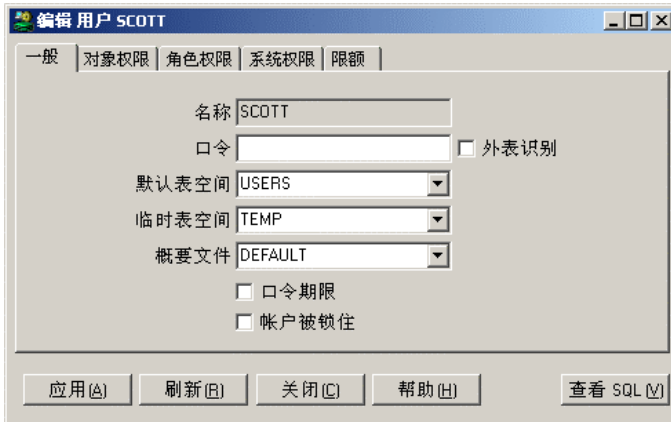 编辑 用户 SCOTT
一般 对象权限 角色权限 系统权限 限额
名称 SCOTT
口令 外表识别
默认表空间 USERS
临时表空间 TEMP
概要文件 DEFAULT
口令期限
帐户被锁住
应用(A) 刷新(R) 关闭(C) 帮助(H) 查看 SQL (V)